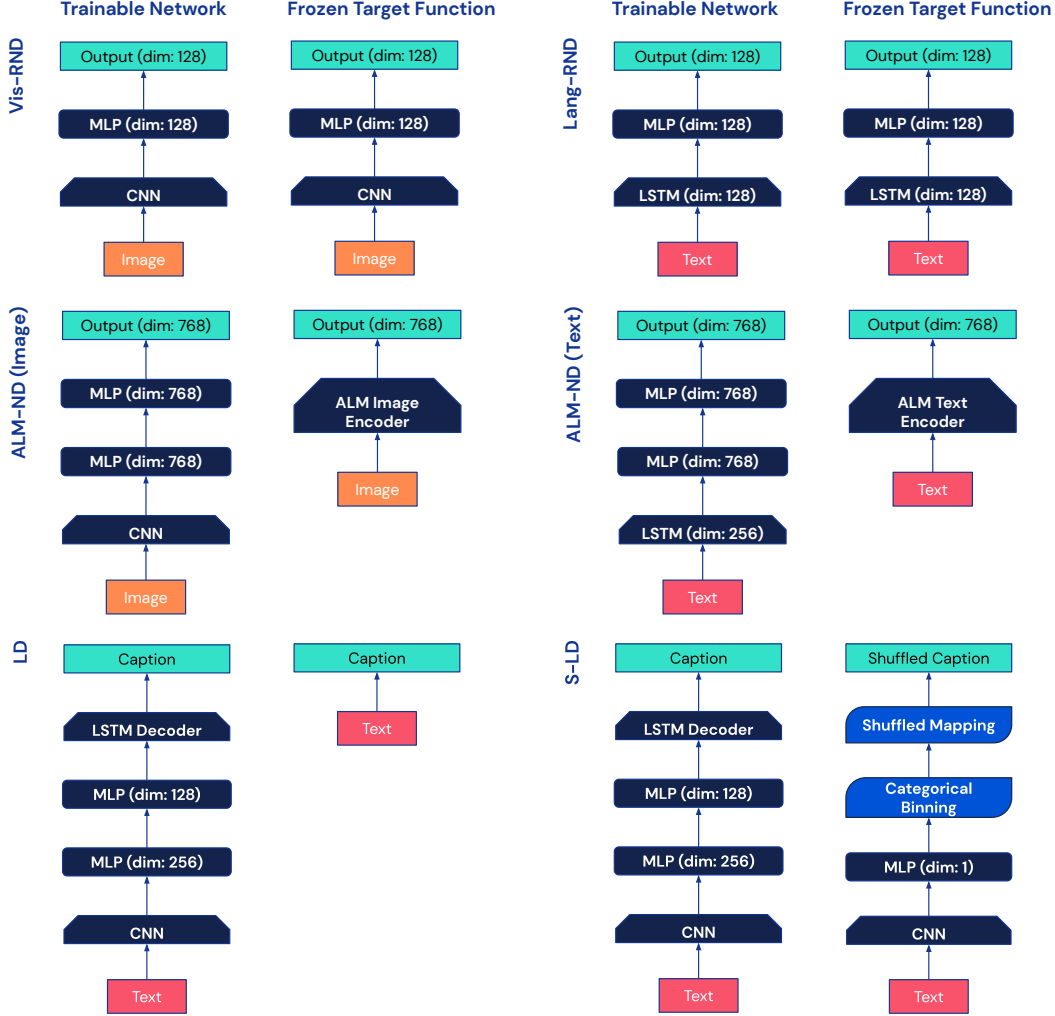 Trainable Network
Frozen Target Function
Trainable Network
Frozen Target Function
Vis-RND
Output (dim: 128)
MLP (dim: 128)
CNN
Image
Output (dim: 128)
MLP (dim: 128)
CNN
Image
Lang-RND
Output (dim: 128)
MLP (dim: 128)
LSTM (dim: 128)
Text
Output (dim: 128)
MLP (dim: 128)
LSTM (dim: 128)
Text
ALM-ND (Image)
Output (dim: 768)
MLP (dim: 768)
MLP (dim: 768)
CNN
Image
Output (dim: 768)
ALM Image
Encoder
Image
ALM-ND (Text)
Output (dim: 768)
MLP (dim: 768)
MLP (dim: 768)
LSTM (dim: 256)
Text
Output (dim: 768)
ALM Text
Encoder
Text
LD
Caption
LSTM Decoder
MLP (dim: 128)
MLP (dim: 256)
CNN
Text
Caption
Text
S-LD
Caption
LSTM Decoder
MLP (dim: 128)
MLP (dim: 256)
CNN
Text
Shuffled Caption
Shuffled Mapping
Categorical
Binning
MLP (dim: 1)
CNN
Text